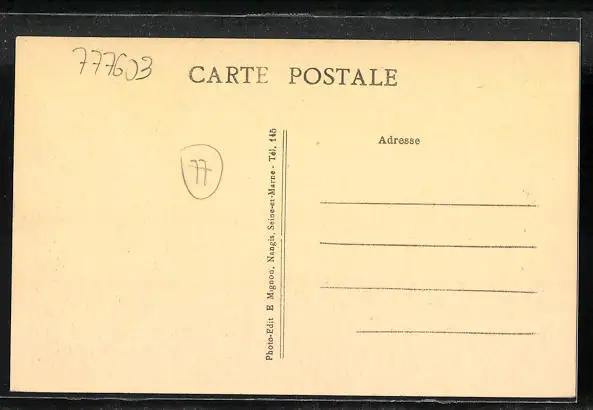 777603
CARTE POSTALE
Adresse
77
Photo-Edit E Mignon, Nangis, Seine-et-Marne - Tél. 145